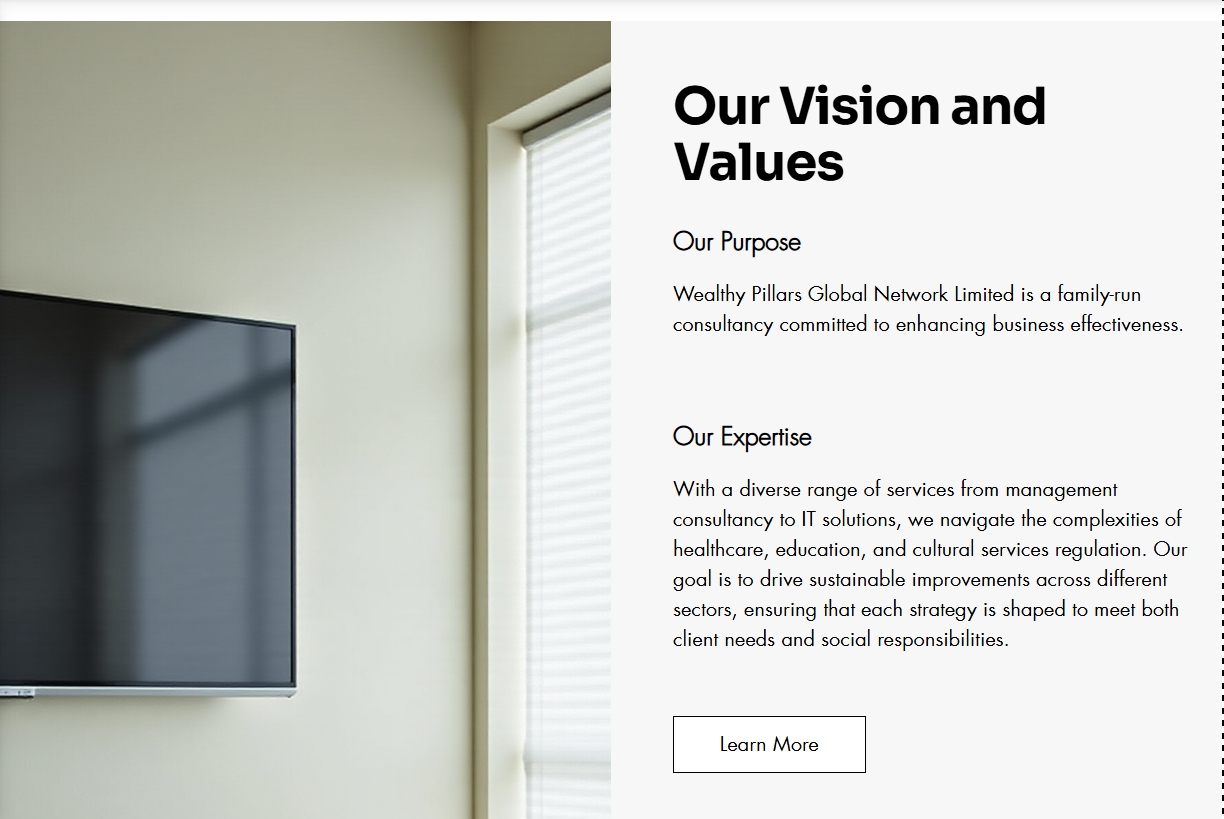 Our Vision and
Values
Our Purpose
Wealthy Pillars Global Network Limited is a family-run
consultancy committed to enhancing business effectiveness.
Our Expertise
With a diverse range of services from management
consultancy to IT solutions, we navigate the complexities of
healthcare, education, and cultural services regulation. Our
goal is to drive sustainable improvements across different
sectors, ensuring that each strategy is shaped to meet both
client needs and social responsibilities.
Learn More